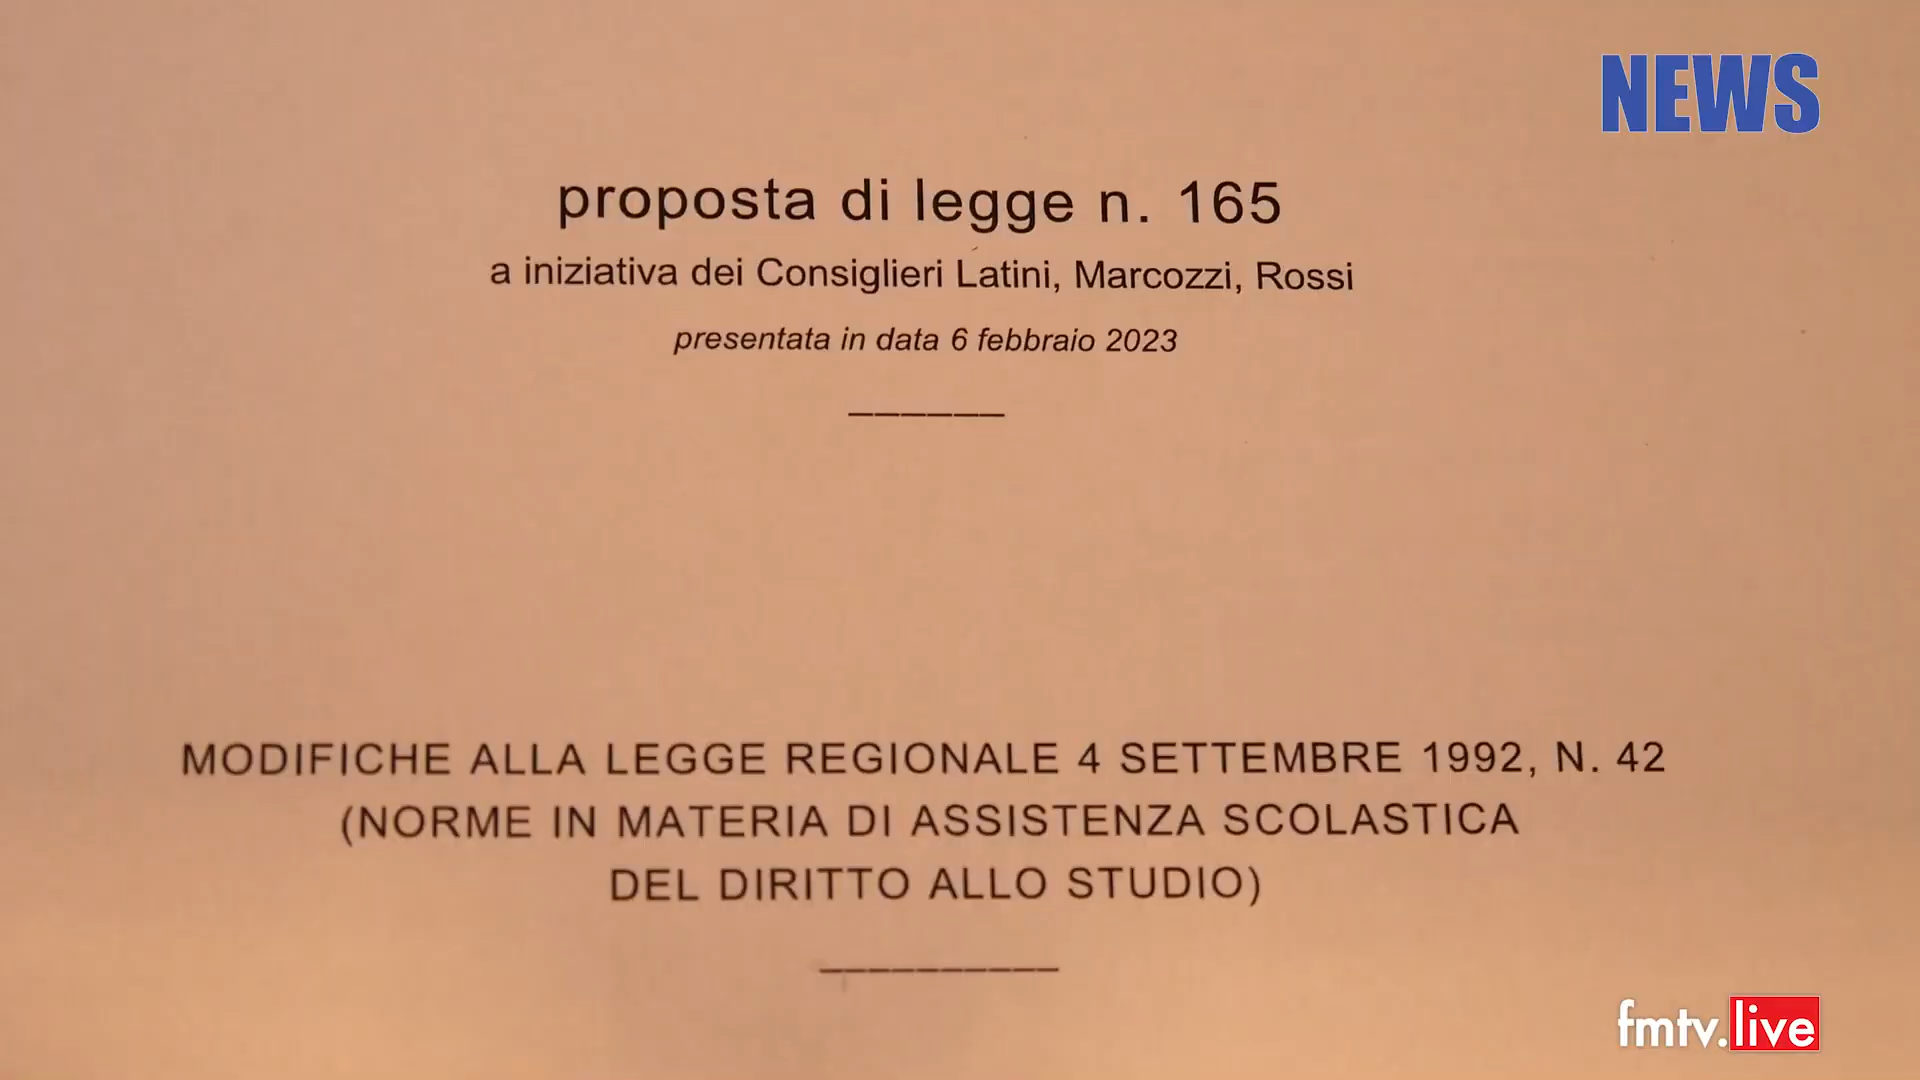 NEWS
proposta di legge n. 165
a iniziativa dei Consiglieri Latini, Marcozzi, Rossi
presentata in data 6 febbraio 2023
MODIFICHE ALLA LEGGE REGIONALE 4 SETTEMBRE 1992, N. 42
(NORME IN MATERIA DI ASSISTENZA SCOLASTICA
DEL DIRITTO ALLO STUDIO)
fmtv.live